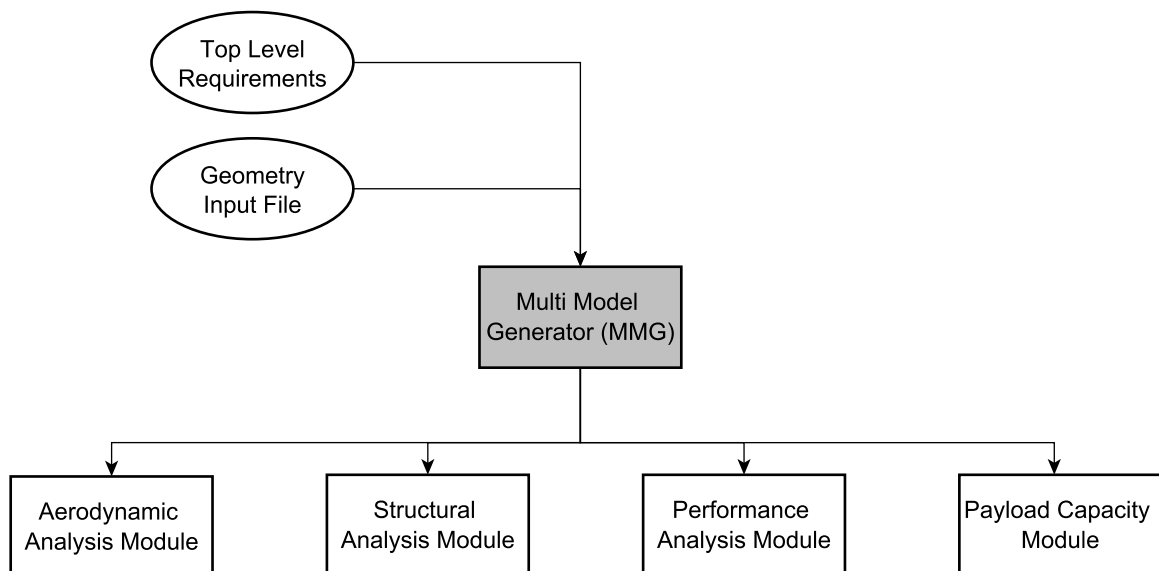 Top Level
Requirements
Geometry
Input File
Multi Model
Generator (MMG)
Aerodynamic
Analysis Module
Structural
Analysis Module
Performance
Analysis Module
Payload Capacity
Module